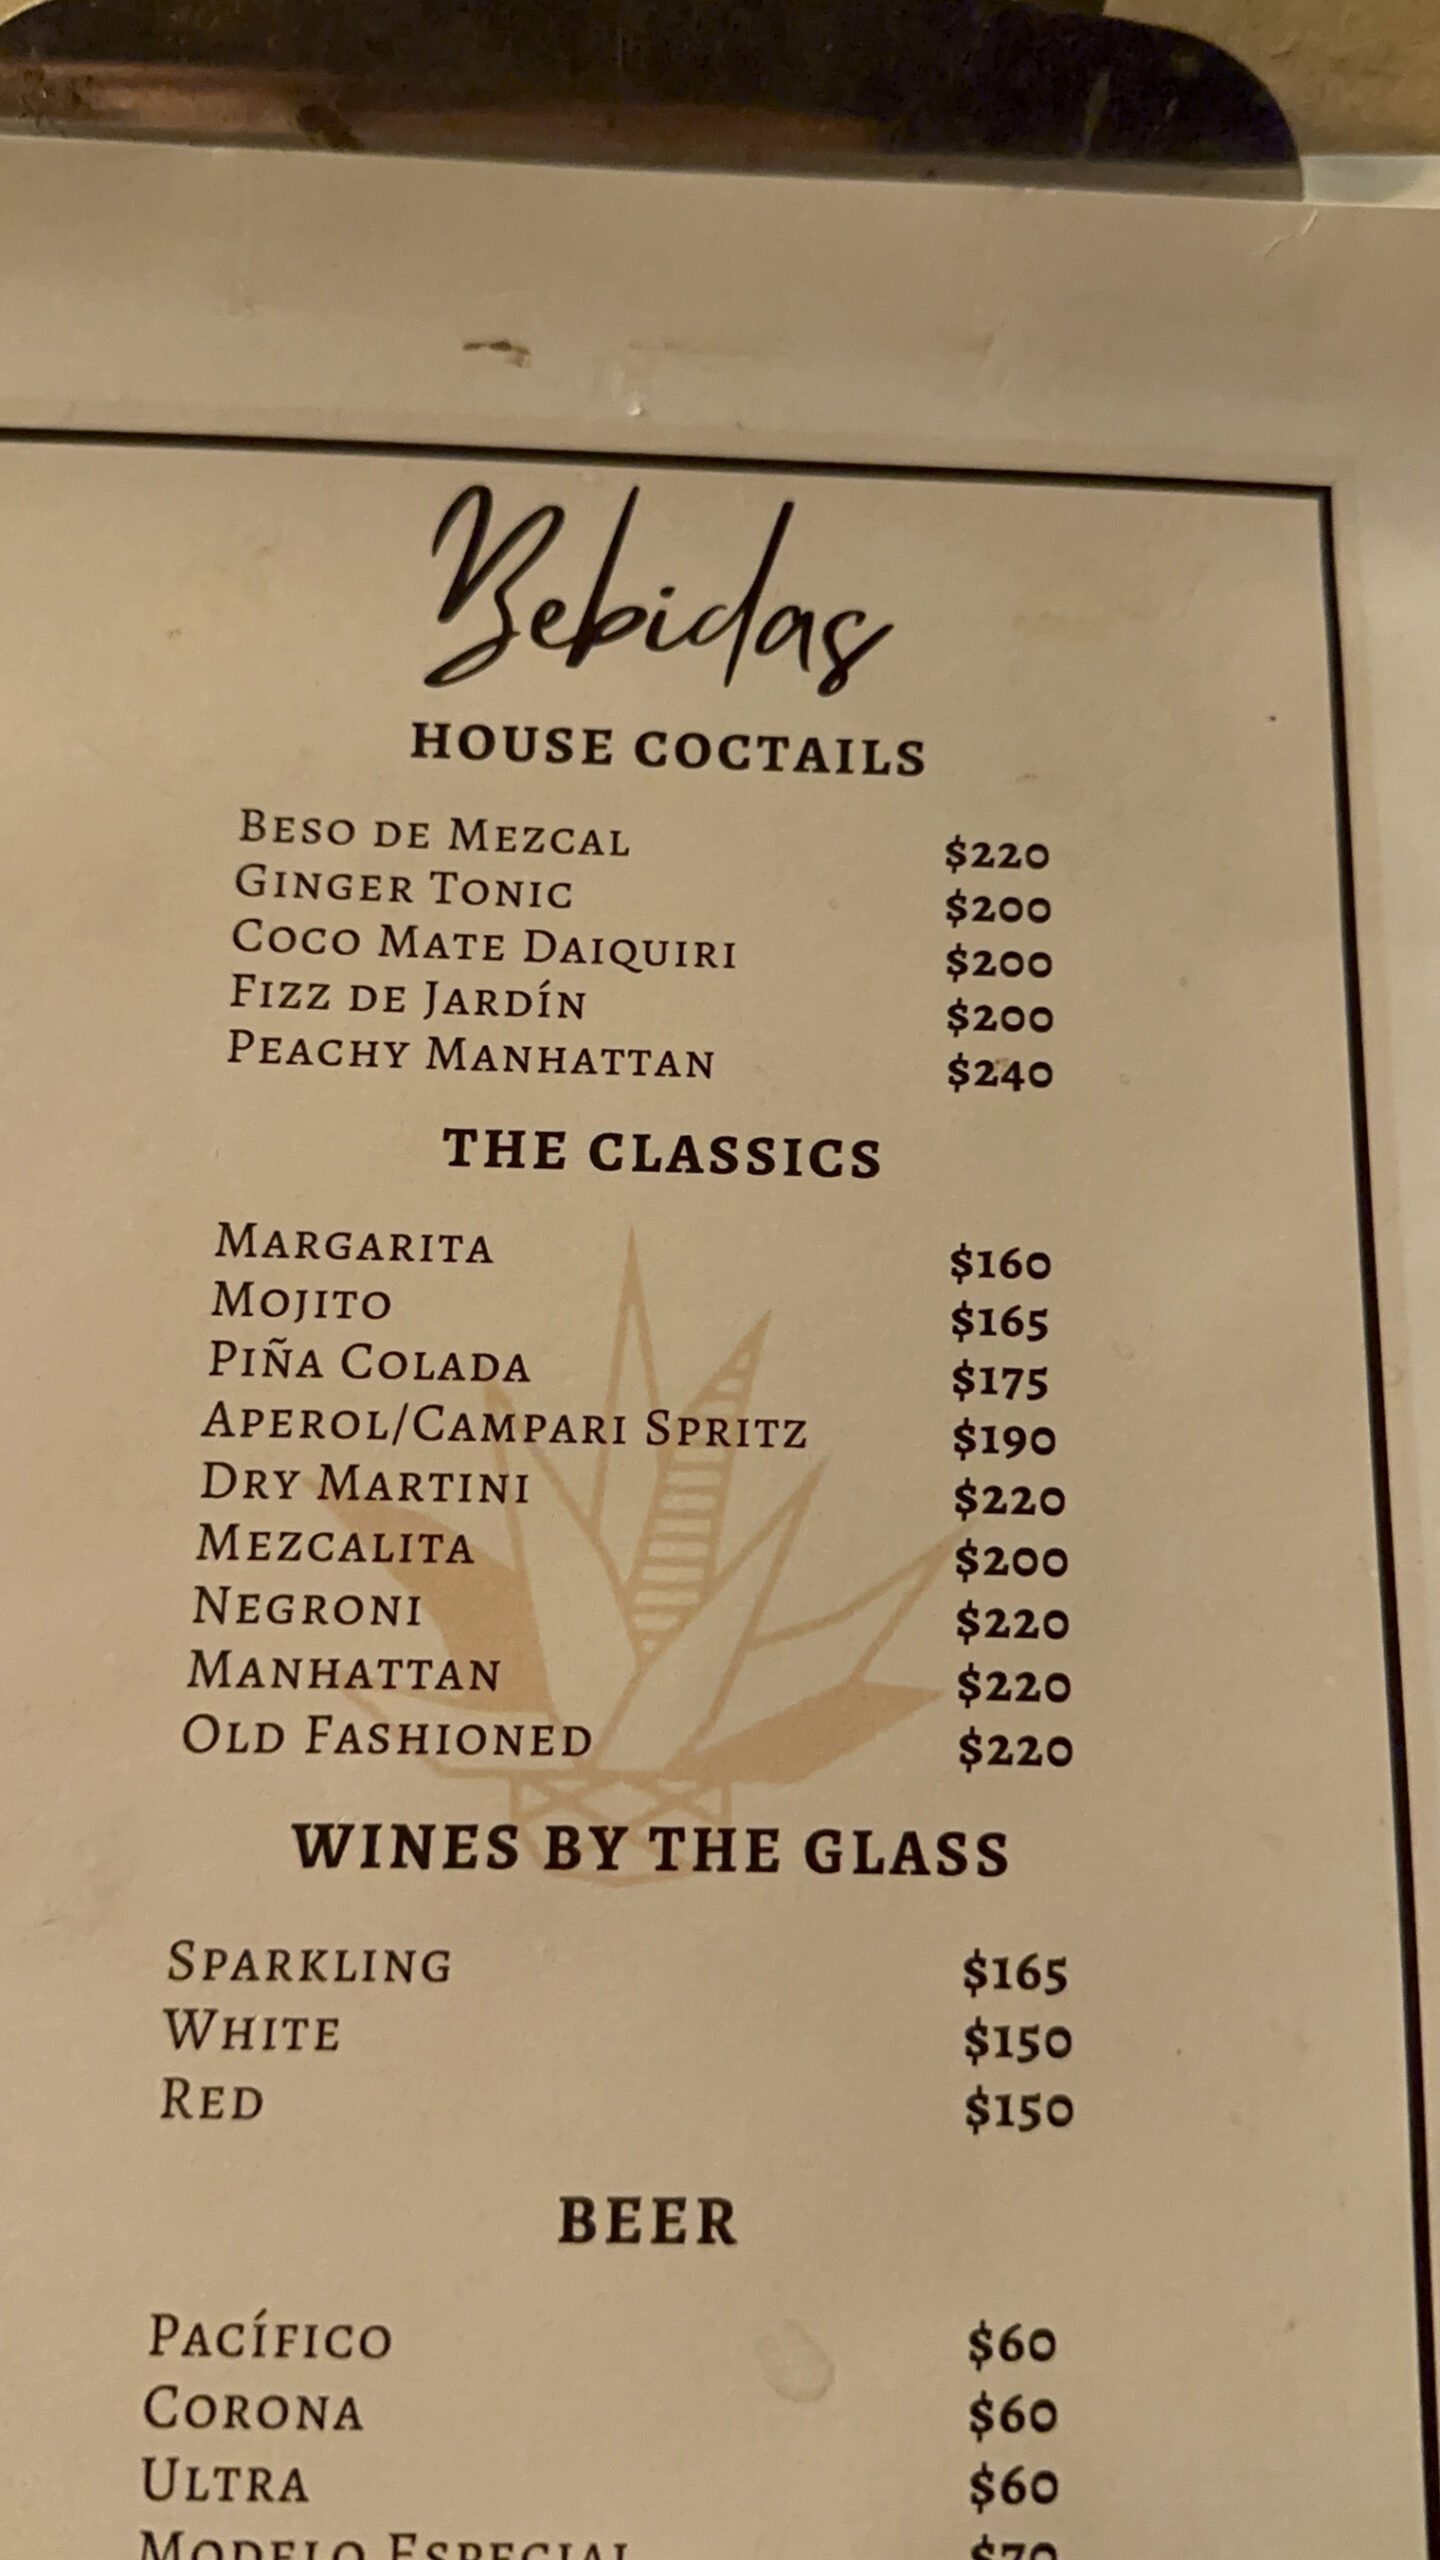 Bebidas
HOUSE COCTAILS
BESO DE MEZCAL $220
GINGER TONIC $200
COCO MATE DAIQUIRI $200
FIZZ DE JARDÍN $200
PEACHY MANHATTAN $240
THE CLASSICS
MARGARITA $160
MOJITO $165
PIÑA COLADA $175
APEROL/CAMPARI SPRITZ $190
DRY MARTINI $220
MEZCALITA $200
NEGRONI $220
MANHATTAN $220
OLD FASHIONED $220
WINES BY THE GLASS
SPARKLING $165
WHITE $150
RED $150
BEER
PACÍFICO $60
CORONA $60
ULTRA $60
MODELO ESPECIAL $70